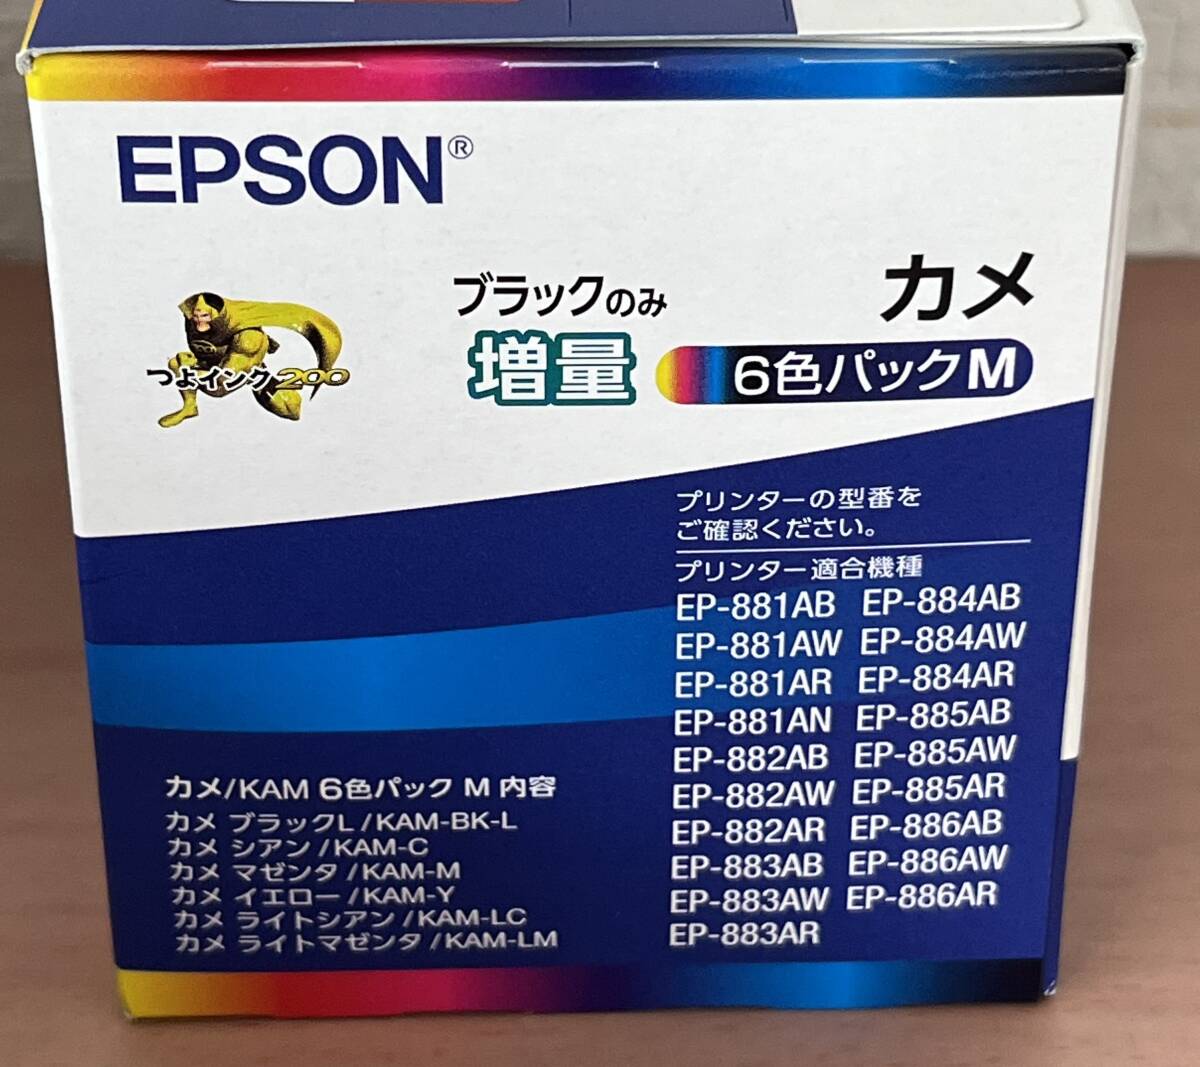 EPSON®
つよインク200
ブラックのみ
増量
カメ
6色パックM
プリンターの型番を
ご確認ください。
プリンター適合機種
EP-881AB EP-884AB
EP-881AW EP-884AW
EP-881AR EP-884AR
EP-881AN EP-885AB
EP-882AB EP-885AW
EP-882AW EP-885AR
EP-882AR EP-886AB
EP-883AB EP-886AW
EP-883AW EP-886AR
EP-883AR
カメ/KAM 6色パック M 内容
カメ ブラックL/KAM-BK-L
カメ シアン/KAM-C
カメ マゼンタ/KAM-M
カメ イエロー/KAM-Y
カメ ライトシアン/KAM-LC
カメ ライトマゼンタ/KAM-LM